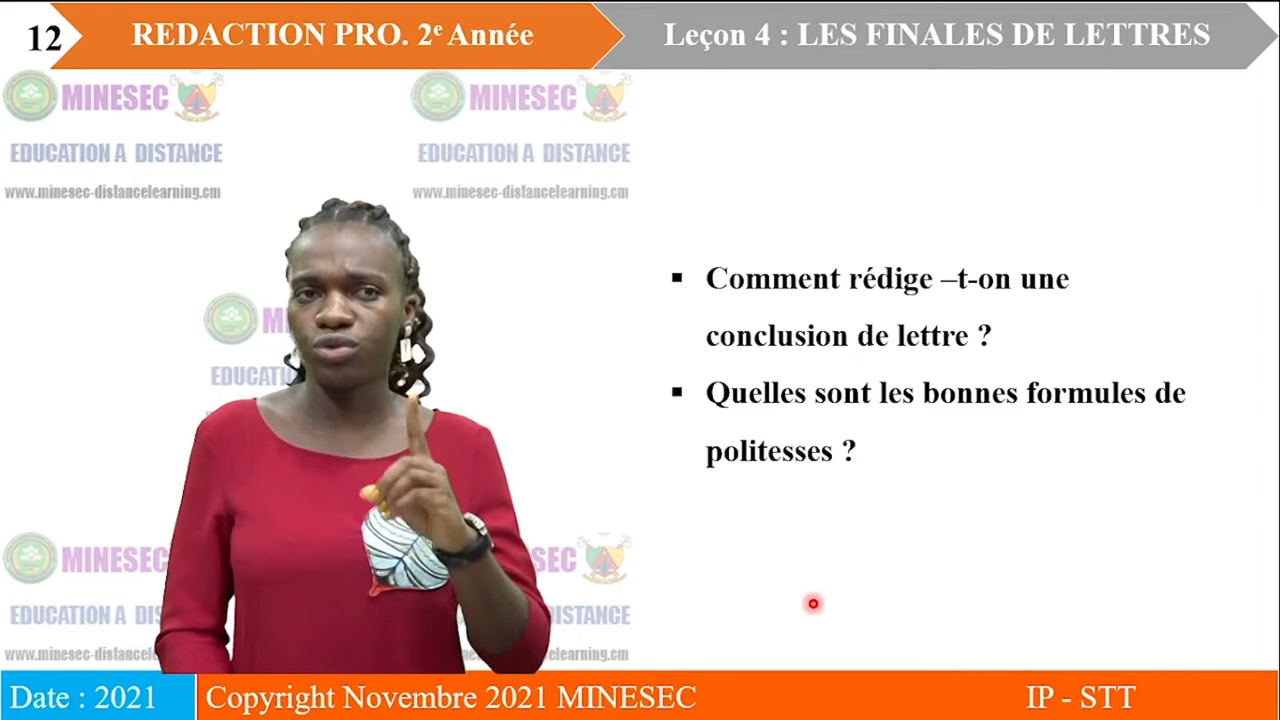 12
REDACTION PRO. 2e Année
Leçon 4 : LES FINALES DE LETTRES
MINESEC
MINESEC
EDUCATION A DISTANCE
EDUCATION A DISTANCE
www.minesec-distancelearning.cm
www.minesec-distancelearning.cm
▪ Comment rédige –t-on une
conclusion de lettre ?
▪ Quelles sont les bonnes formules de
politesses ?
MINESEC
EDUCATION A
Date : 2021
Copyright Novembre 2021 MINESEC
IP - STT